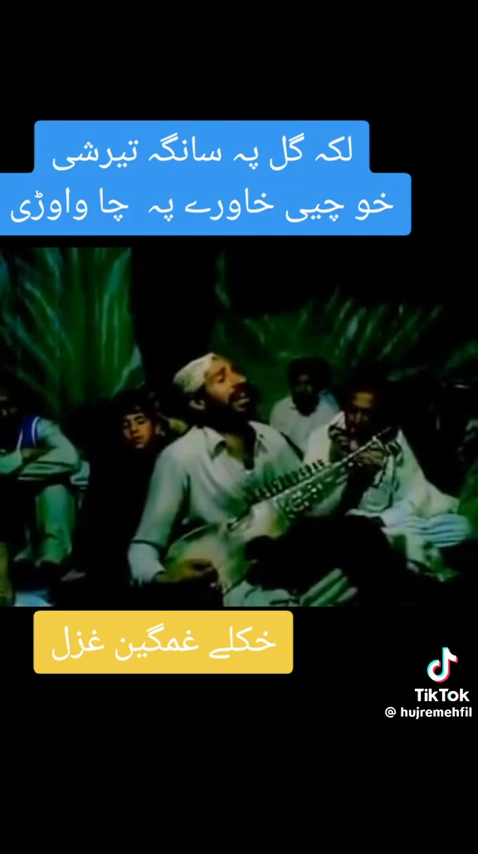 لکہ گل پہ سانگہ تیرشی
خو چیی خاورے پہ چا واوڑی
خکلے غمگین غزل
TikTok
@ hujremehfil